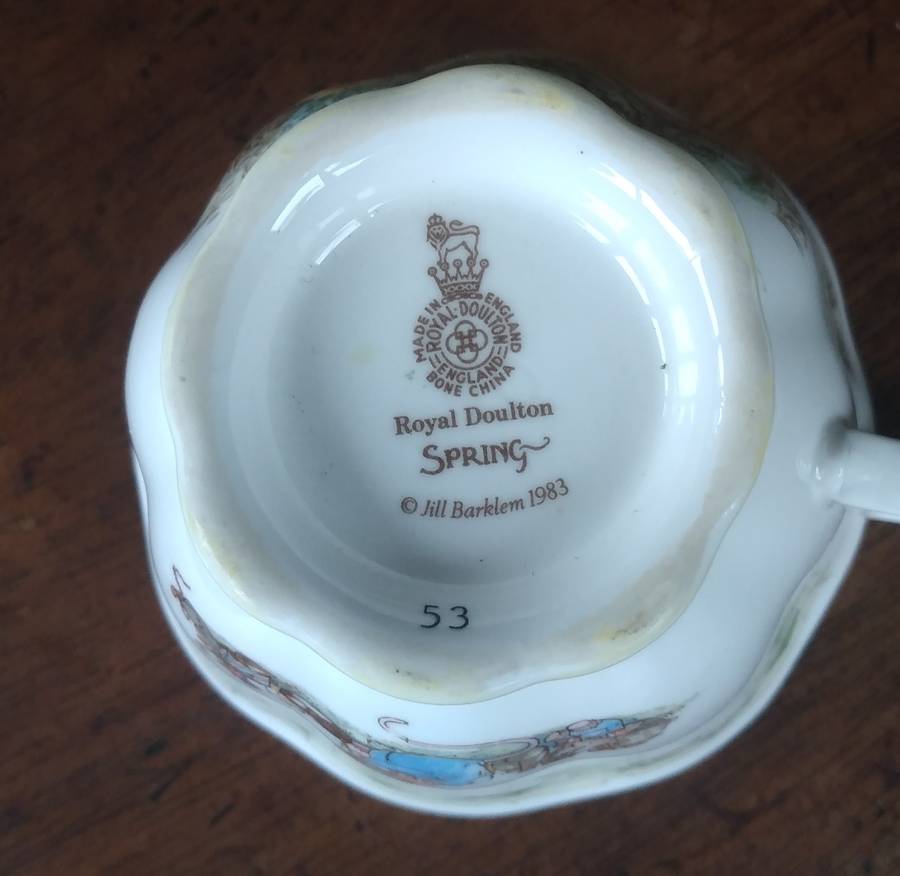 MADE IN ENGLAND
ROYAL·DOULTON
ENGLAND
BONE CHINA
Royal Doulton
SPRING
© Jill Barklem 1983
53